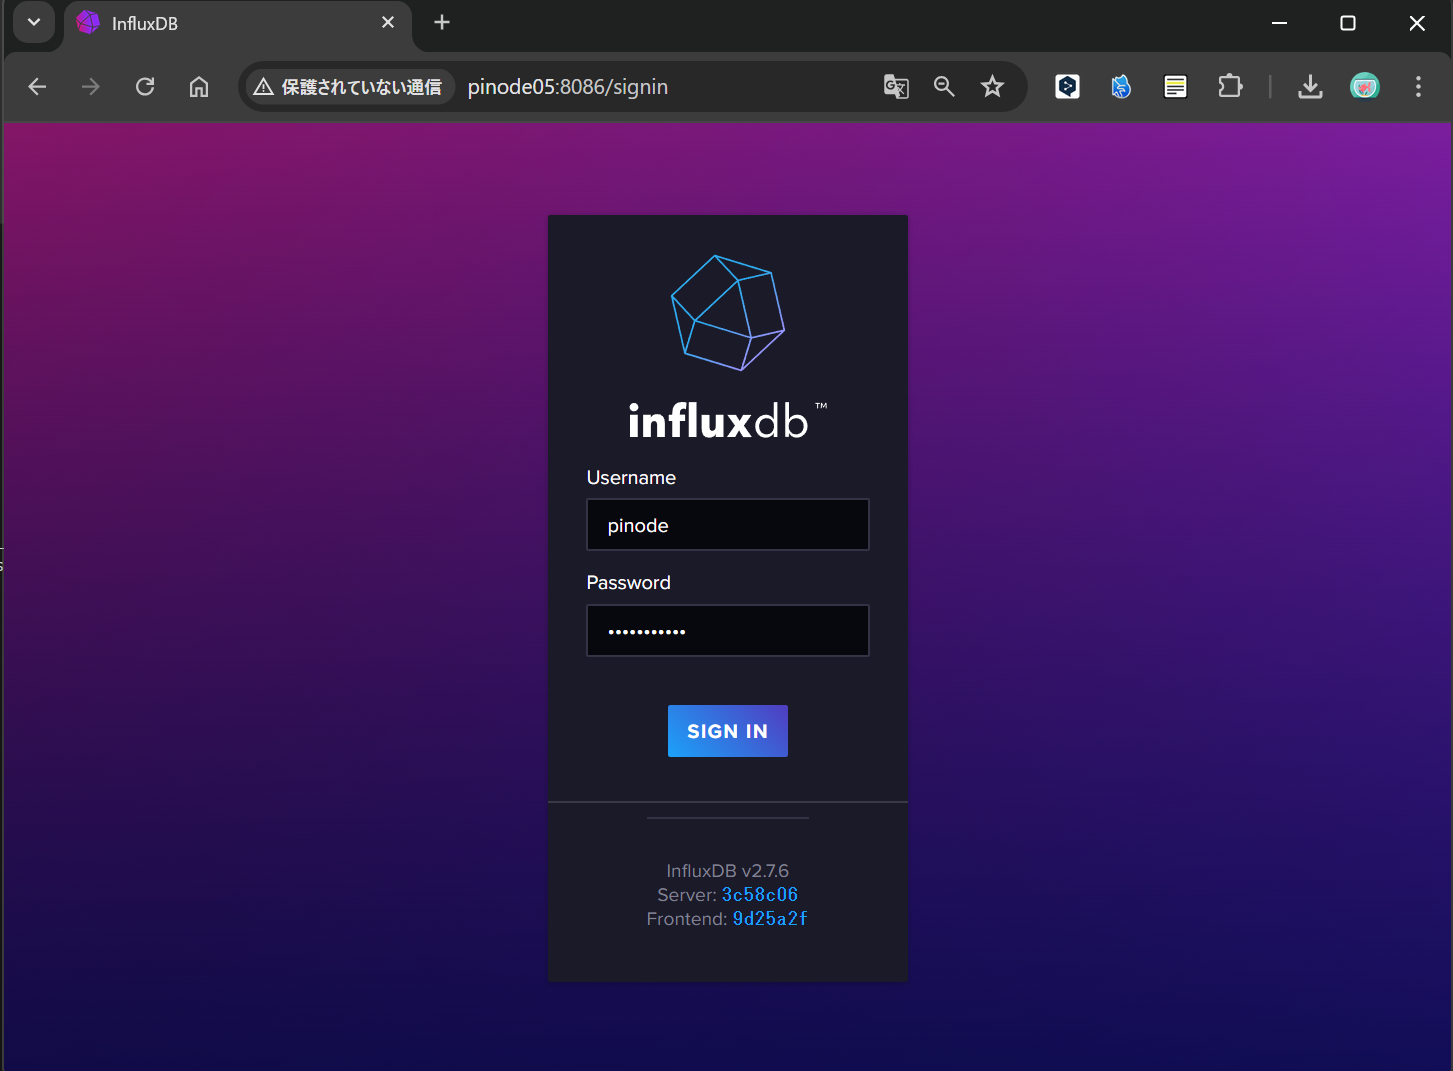 InfluxDB
保護されていない通信 pinode05:8086/signin
influxdb™
Username
pinode
Password
•••••••••••
SIGN IN
InfluxDB v2.7.6
Server: 3c58c06
Frontend: 9d25a2f